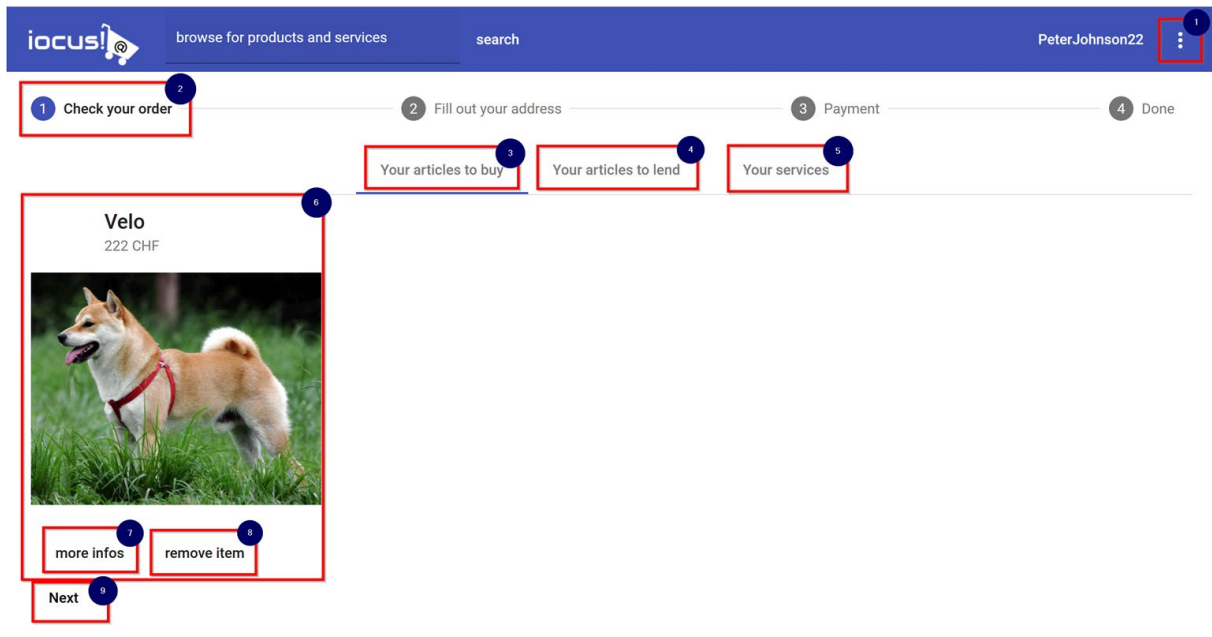 iocus! @
browse for products and services
search
PeterJohnson22
1
2
1 Check your order
2 Fill out your address
3 Payment
4 Done
3
4
5
Your articles to buy
Your articles to lend
Your services
6
Velo
222 CHF
7
8
more infos
remove item
9
Next